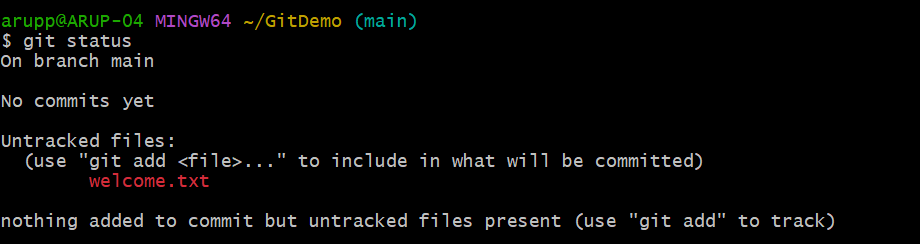 arupp@ARUP-04 MINGW64 ~/GitDemo (main)
$ git status
On branch main
No commits yet
Untracked files:
(use "git add <file>..." to include in what will be committed)
welcome.txt
nothing added to commit but untracked files present (use "git add" to track)